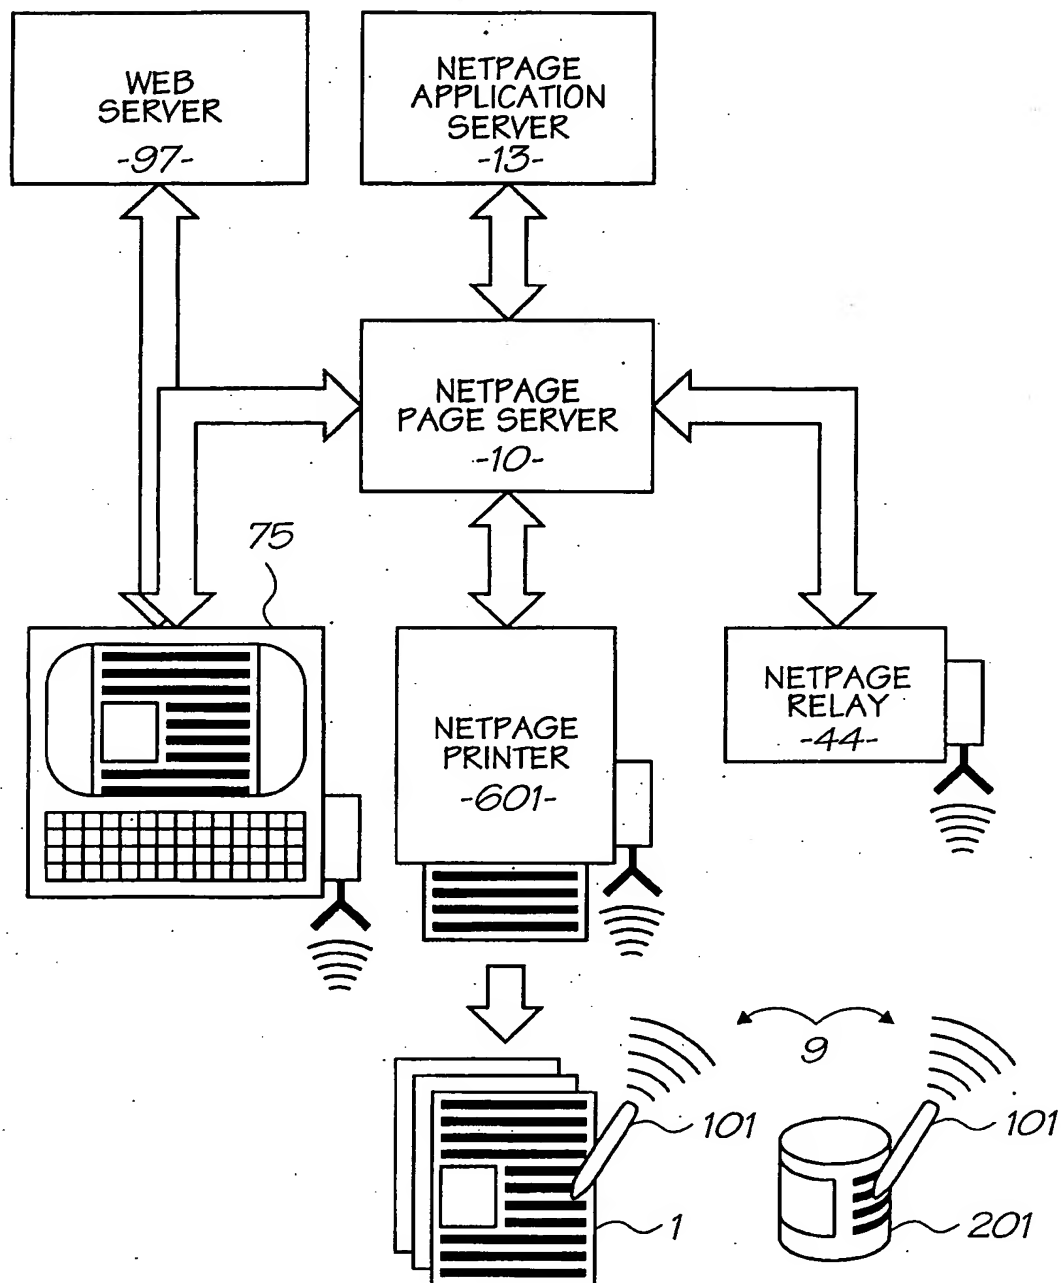 WEB
SERVER
-97-
NETPAGE
APPLICATION
SERVER
-13-
NETPAGE
PAGE SERVER
-10-
75
NETPAGE
PRINTER
-601-
NETPAGE
RELAY
-44-
9
101
101
1
201